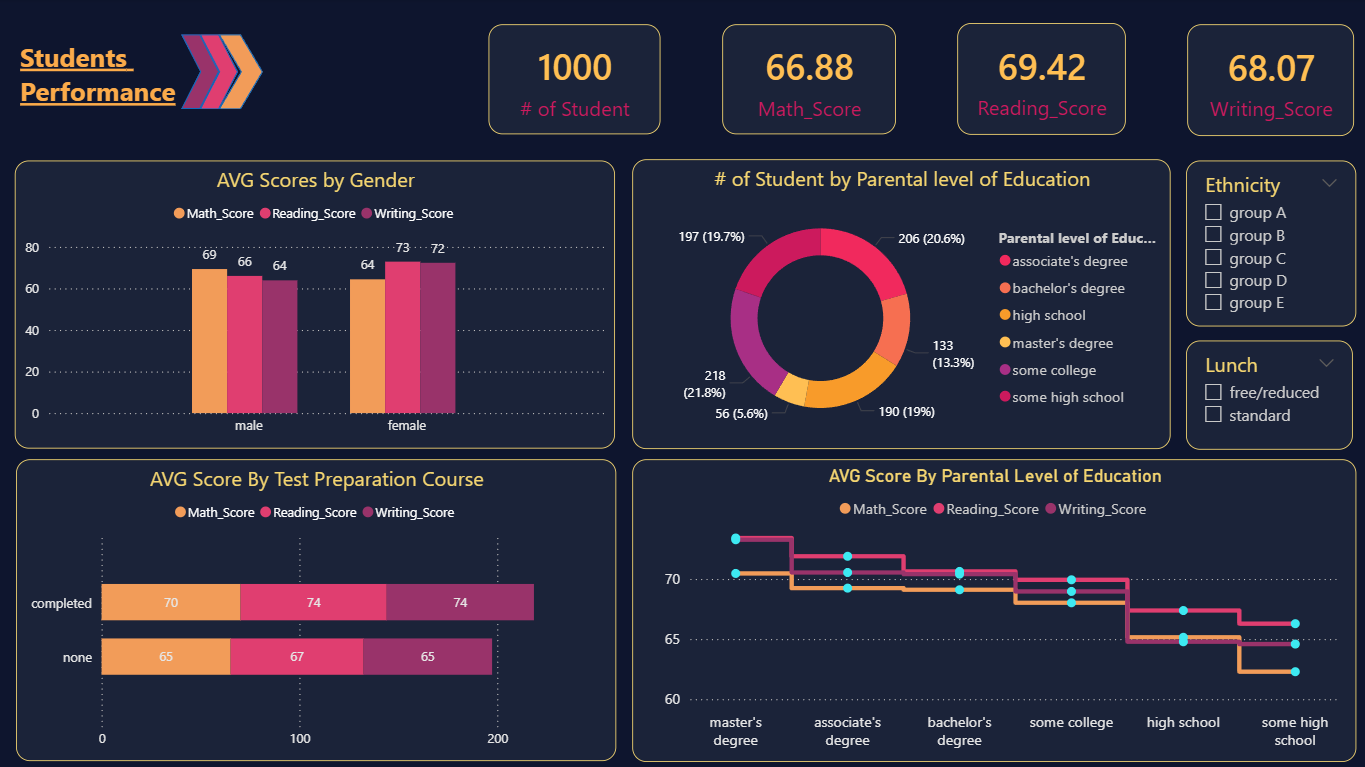 Students
Performance
1000
# of Student
66.88
Math_Score
69.42
Reading_Score
68.07
Writing_Score
AVG Scores by Gender
Math_Score Reading_Score Writing_Score
80
60
40
20
0
69
66
64
64
73
72
male
female
# of Student by Parental level of Education
197 (19.7%)
206 (20.6%)
133
(13.3%)
190 (19%)
56 (5.6%)
218
(21.8%)
Parental level of Educ...
associate's degree
bachelor's degree
high school
master's degree
some college
some high school
Ethnicity
group A
group B
group C
group D
group E
Lunch
free/reduced
standard
AVG Score By Test Preparation Course
Math_Score Reading_Score Writing_Score
completed
70
74
74
none
65
67
65
0
100
200
AVG Score By Parental Level of Education
Math_Score Reading_Score Writing_Score
70
65
60
master's
degree
associate's
degree
bachelor's
degree
some college
high school
some high
school